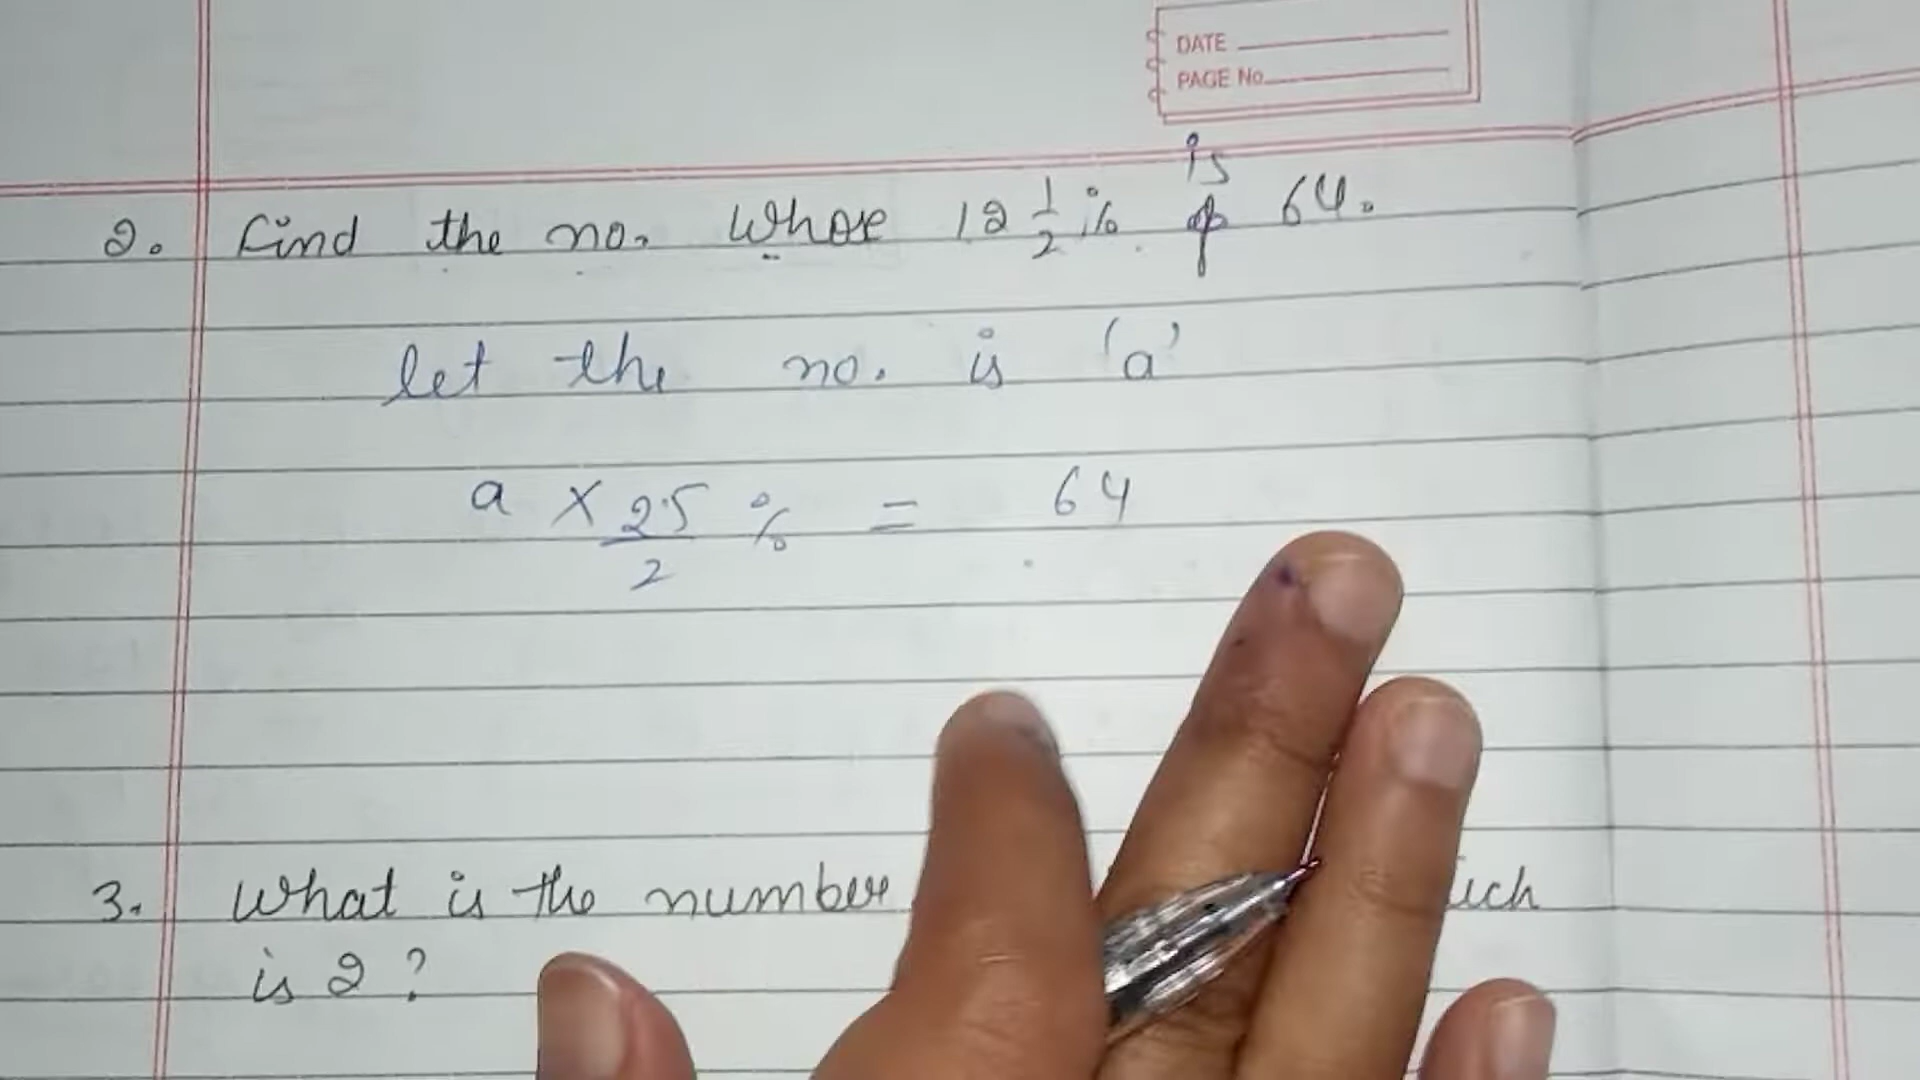 DATE
PAGE No.
is
2. Find the no. whose 12 1/2 % of 64.
let the no. is 'a'
a × 25/2 % = 64
3. What is the number
is 2 ?